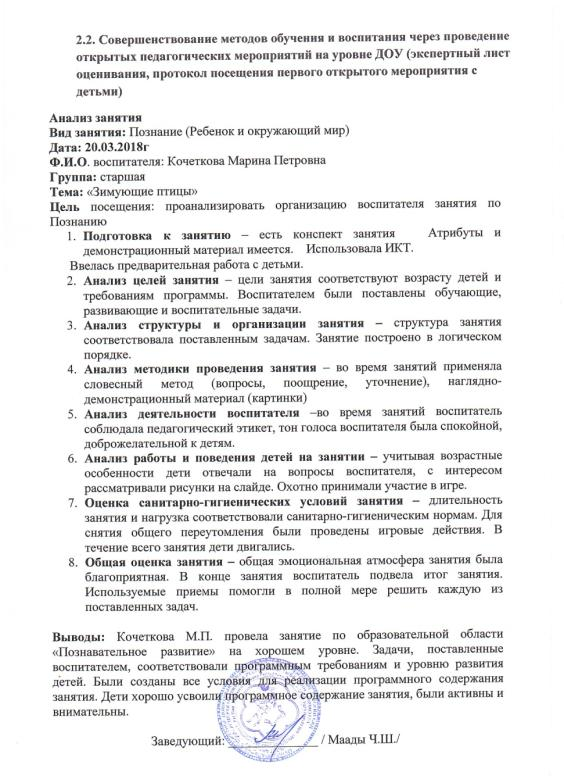 2.2. Совершенствование методов обучения и воспитания через проведение
открытых педагогических мероприятий на уровне ДОУ (экспертный лист
оценивания, протокол посещения первого открытого мероприятия с
детьми)
Анализ занятия
Вид занятия: Познание (Ребенок и окружающий мир)
Дата: 20.03.2018г
Ф.И.О. воспитателя: Кочеткова Марина Петровна
Группа: старшая
Тема: «Зимующие птицы»
Цель посещения: проанализировать организацию воспитателя занятия по
Познанию
1. Подготовка к занятию – есть конспект занятия Атрибуты и
демонстрационный материал имеется. Использовала ИКТ.
Ввелась предварительная работа с детьми.
2. Анализ целей занятия – цели занятия соответствуют возрасту детей и
требованиям программы. Воспитателем были поставлены обучающие,
развивающие и воспитательные задачи.
3. Анализ структуры и организации занятия – структура занятия
соответствовала поставленным задачам. Занятие построено в логическом
порядке.
4. Анализ методики проведения занятия – во время занятий применяла
словесный метод (вопросы, поощрение, уточнение), наглядно-
демонстрационный материал (картинки)
5. Анализ деятельности воспитателя –во время занятий воспитатель
соблюдала педагогический этикет, тон голоса воспитателя была спокойной,
доброжелательной к детям.
6. Анализ работы и поведения детей на занятии – учитывая возрастные
особенности дети отвечали на вопросы воспитателя, с интересом
рассматривали рисунки на слайде. Охотно принимали участие в игре.
7. Оценка санитарно-гигиенических условий занятия – длительность
занятия и нагрузка соответствовали санитарно-гигиеническим нормам. Для
снятия общего переутомления были проведены игровые действия. В
течение всего занятия дети двигались.
8. Общая оценка занятия – общая эмоциональная атмосфера занятия была
благоприятная. В конце занятия воспитатель подвела итог занятия.
Используемые приемы помогли в полной мере решить каждую из
поставленных задач.
Выводы: Кочеткова М.П. провела занятие по образовательной области
«Познавательное развитие» на хорошем уровне. Задачи, поставленные
воспитателем, соответствовали программным требованиям и уровню развития
детей. Были созданы все условия для реализации программного содержания
занятия. Дети хорошо усвоили программное содержание занятия, были активны и
внимательны.
Заведующий: ______________ / Маады Ч.Ш./